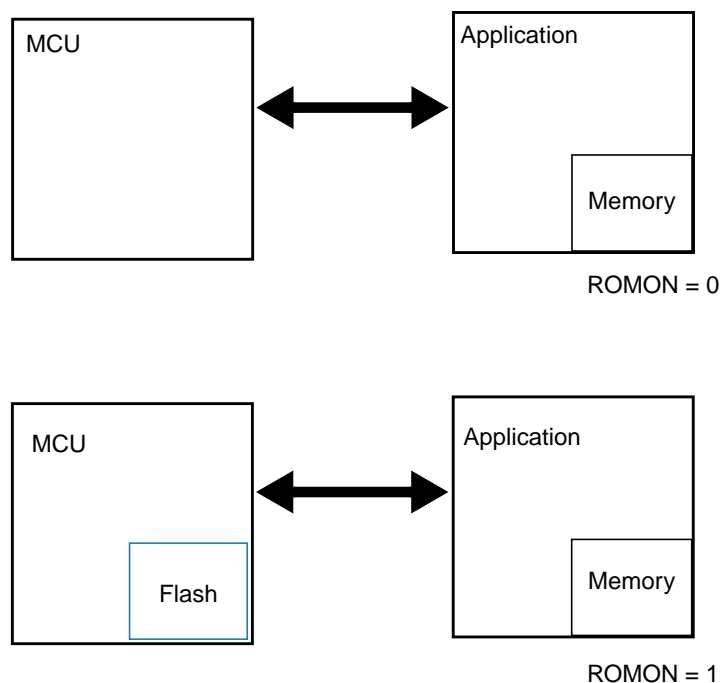 MCU
Application
Memory
ROMON = 0
MCU
Application
Flash
Memory
ROMON = 1